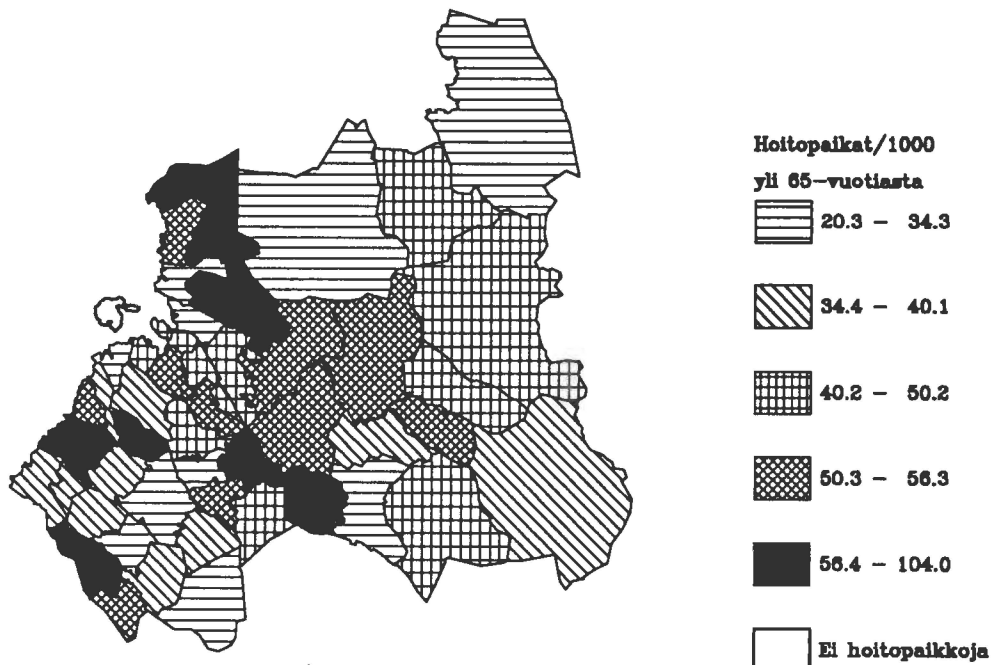 Hoitopaikat/1000
yli 65-vuotiasta
20.3 - 34.3
34.4 - 40.1
40.2 - 50.2
50.3 - 56.3
56.4 - 104.0
Ei hoitopaikkoja